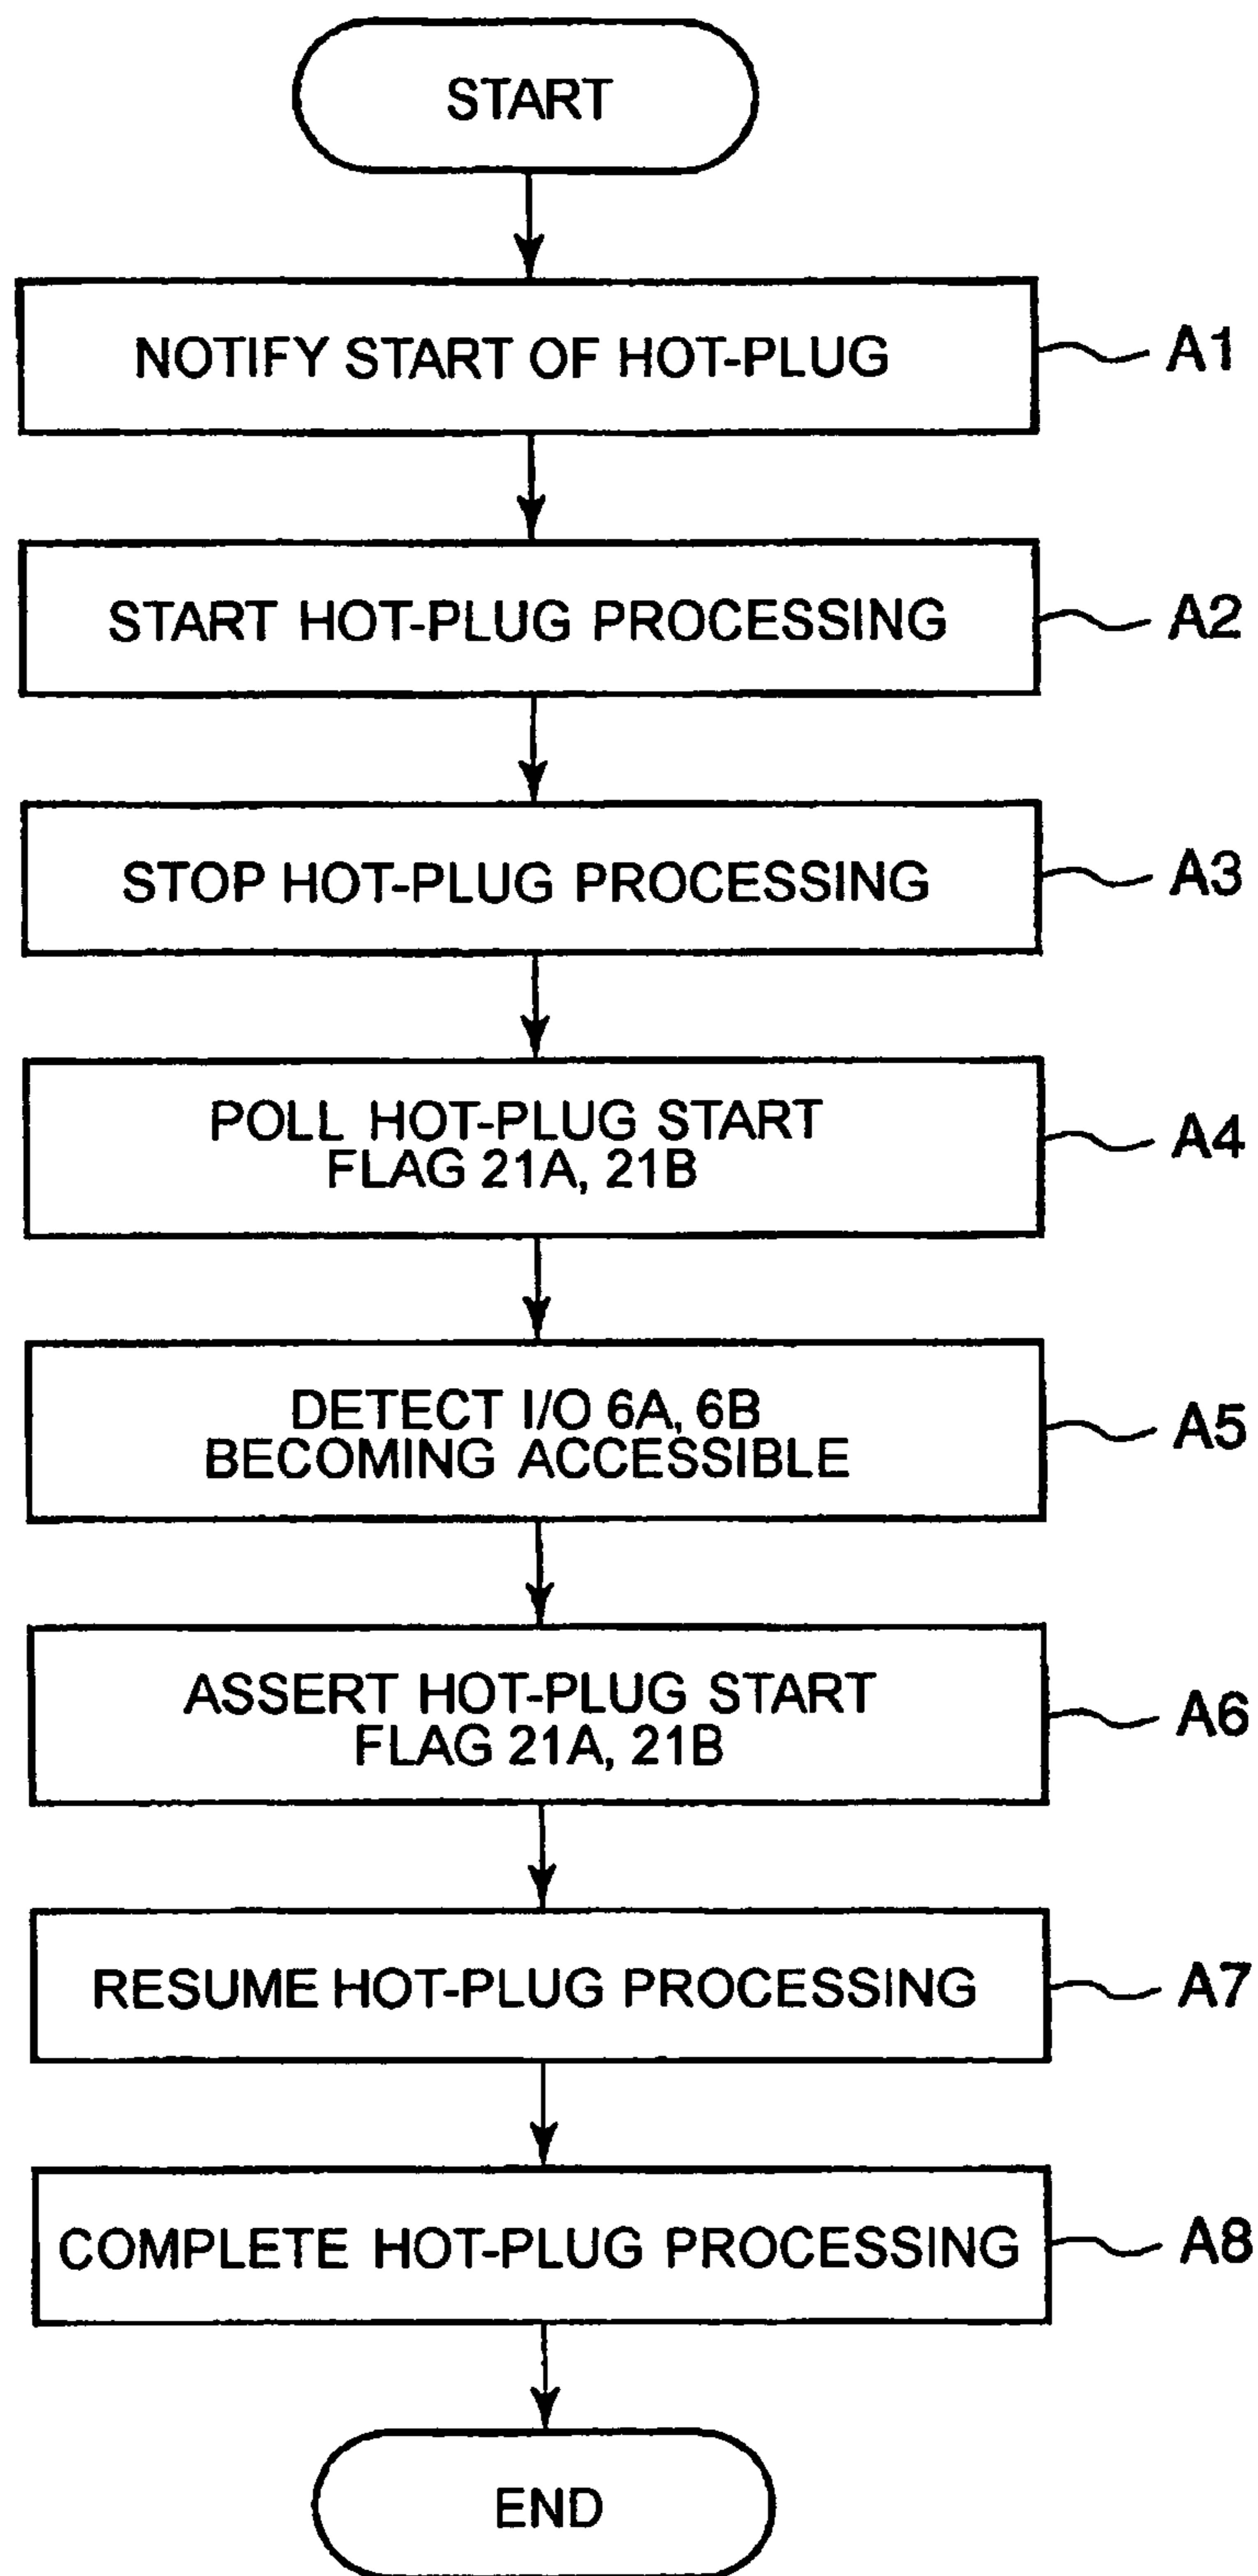 START
NOTIFY START OF HOT-PLUG
A1
START HOT-PLUG PROCESSING
A2
STOP HOT-PLUG PROCESSING
A3
POLL HOT-PLUG START
FLAG 21A, 21B
A4
DETECT I/O 6A, 6B
BECOMING ACCESSIBLE
A5
ASSERT HOT-PLUG START
FLAG 21A, 21B
A6
RESUME HOT-PLUG PROCESSING
A7
COMPLETE HOT-PLUG PROCESSING
A8
END